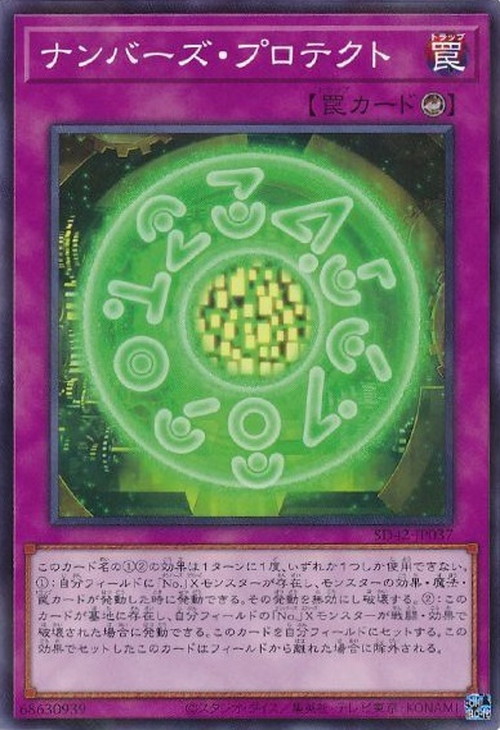 ナンバーズ・プロテクト
トラップ
罠
【罠カード】
SD42-JP037
このカード名の①②の効果は1ターンに1度、いずれか1つしか使用できない。
①：自分フィールドに「No.」Xモンスターが存在し、モンスターの効果・魔法・
罠カードが発動した時に発動できる。その発動を無効にし破壊する。②：この
カードが墓地に存在し、自分フィールドの「No.」Xモンスターが戦闘・効果で
破壊された場合に発動できる。このカードを自分フィールドにセットする。この
効果でセットしたこのカードはフィールドから離れた場合に除外される。
68630939
©スタジオ・ダイス／集英社・テレビ東京・KONAMI